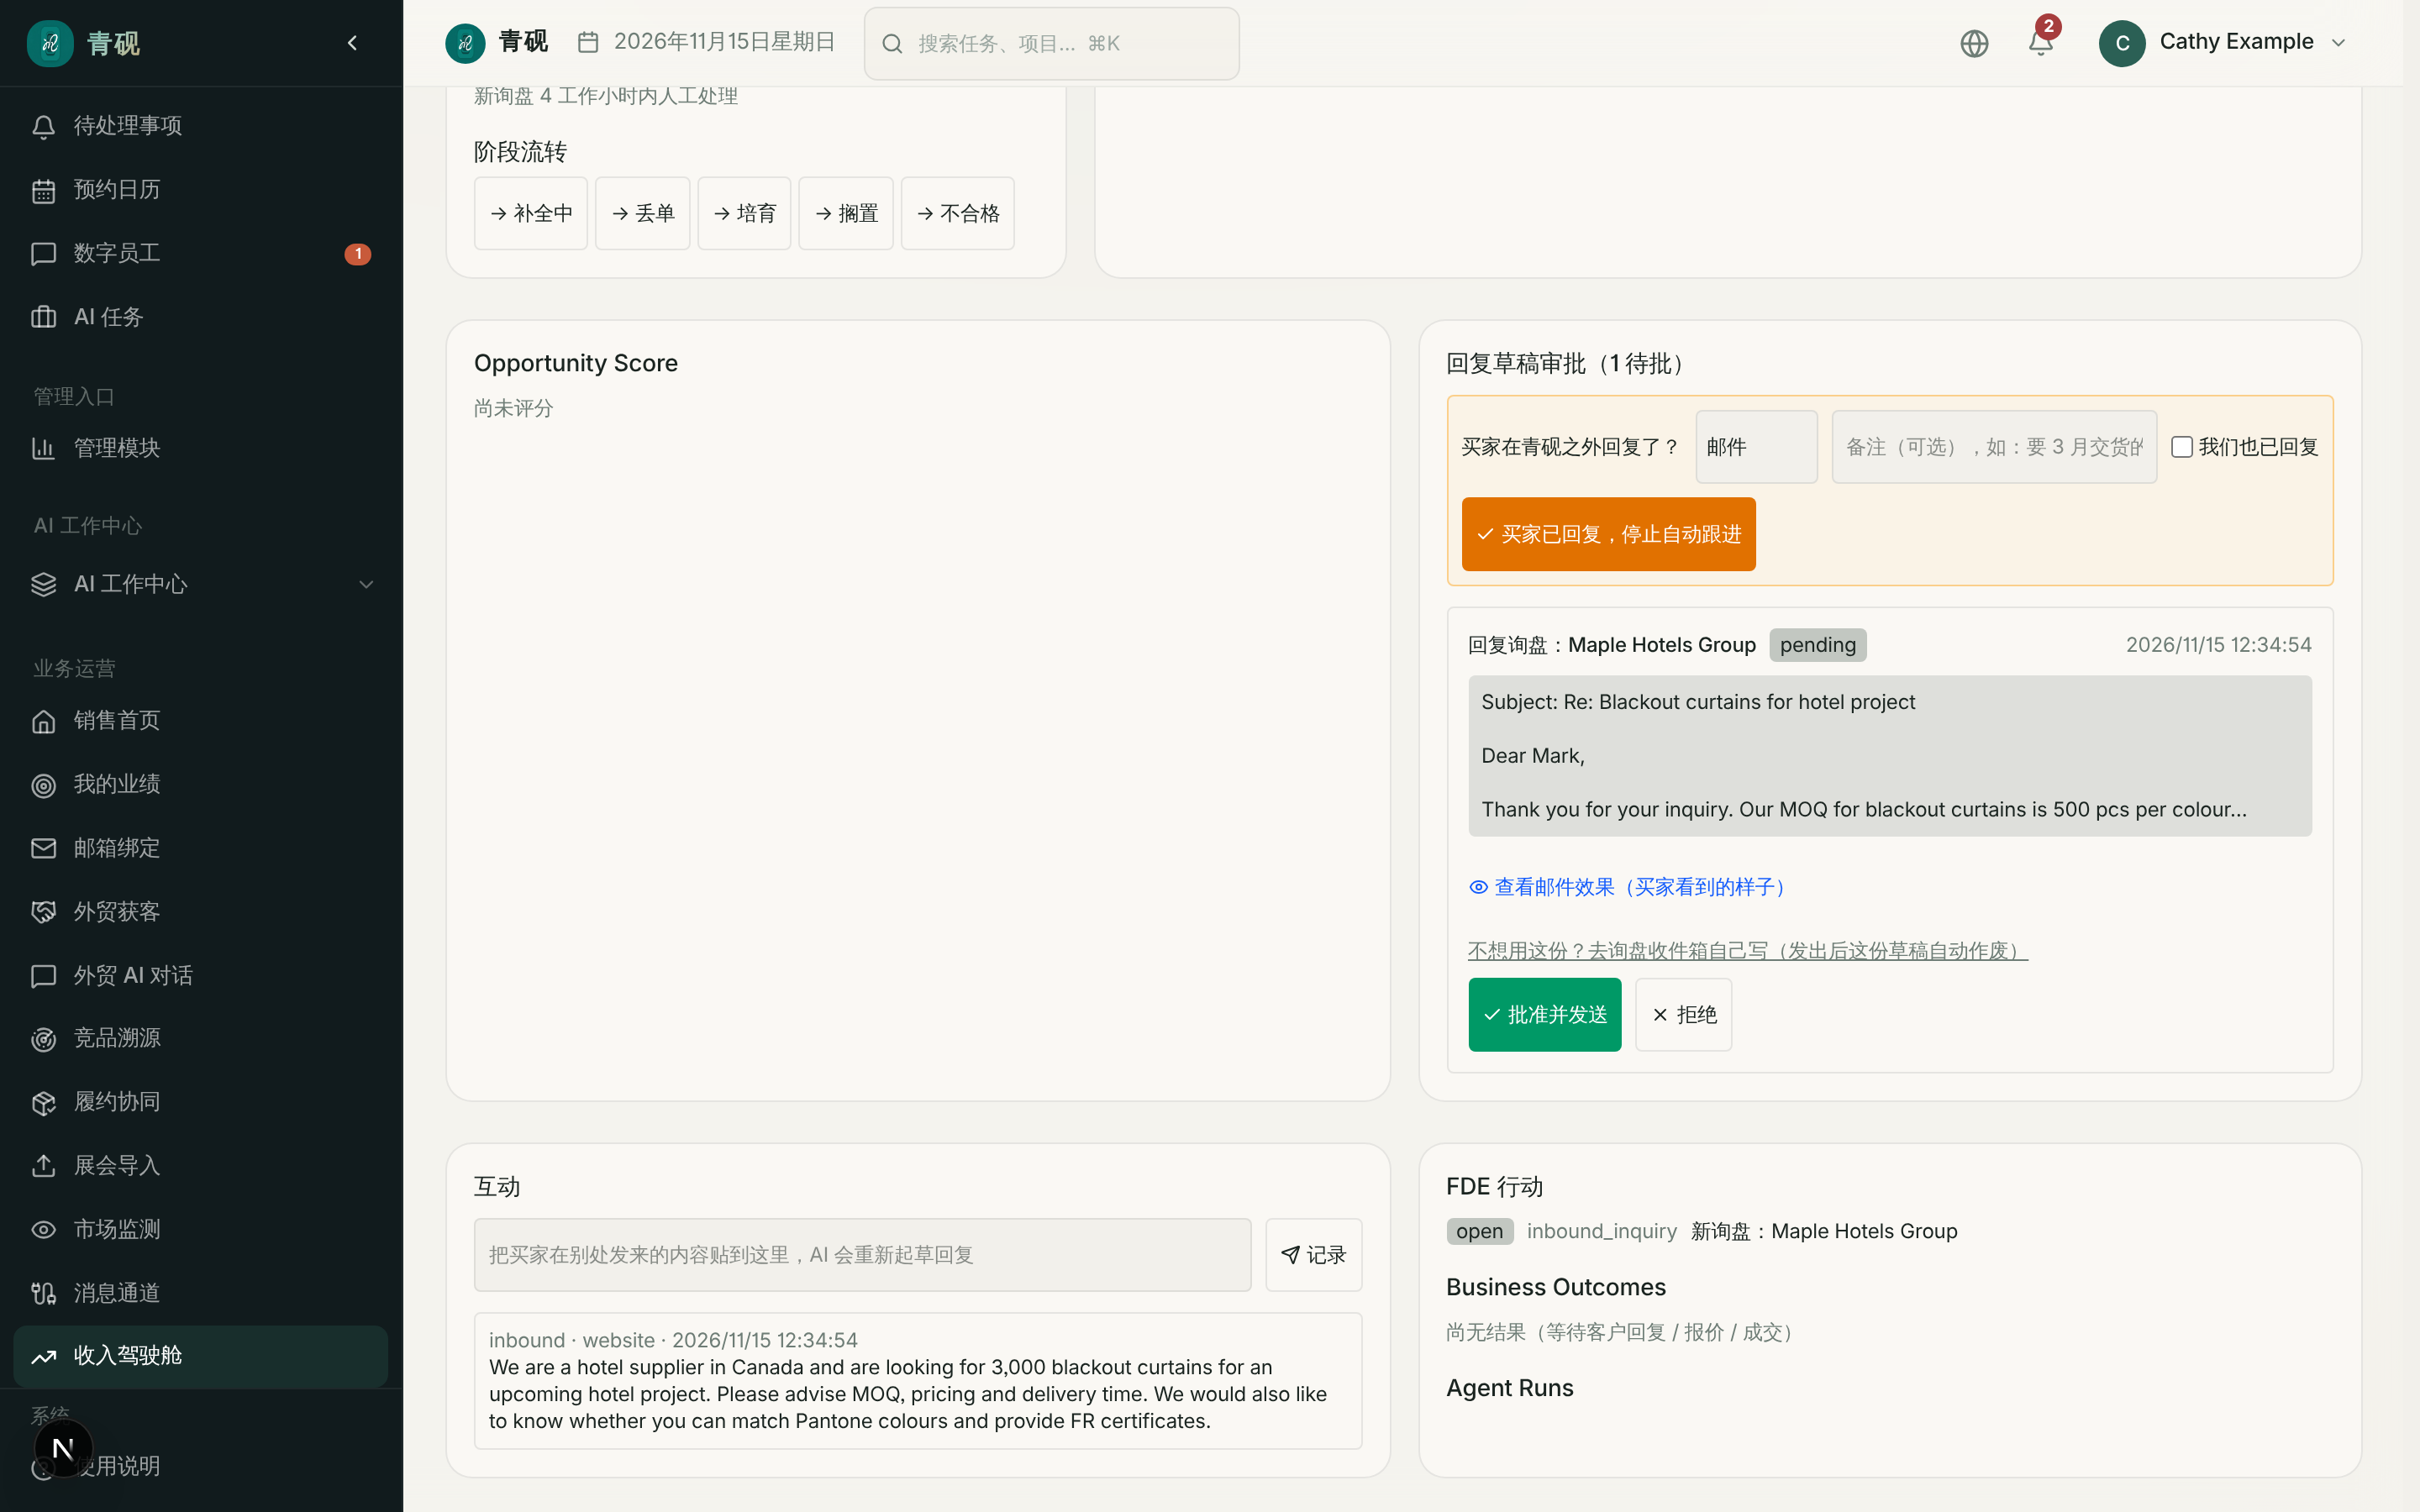 青砚
待处理事项
预约日历
数字员工
1
AI 任务
管理入口
管理模块
AI 工作中心
AI 工作中心
业务运营
销售首页
我的业绩
邮箱绑定
外贸获客
外贸 AI 对话
竞品溯源
履约协同
展会导入
市场监测
消息通道
收入驾驶舱
系统
N
使用说明
青砚
2026年11月15日星期日
搜索任务、项目... ⌘K
2
C
Cathy Example
新询盘 4 工作小时内人工处理
阶段流转
→ 补全中
→ 丢单
→ 培育
→ 搁置
→ 不合格
Opportunity Score
尚未评分
回复草稿审批（1 待批）
买家在青砚之外回复了？
邮件
备注（可选），如：要 3 月交货的
我们也已回复
买家已回复，停止自动跟进
回复询盘：Maple Hotels Group
pending
2026/11/15 12:34:54
Subject: Re: Blackout curtains for hotel project
Dear Mark,
Thank you for your inquiry. Our MOQ for blackout curtains is 500 pcs per colour...
查看邮件效果（买家看到的样子）
不想用这份？去询盘收件箱自己写（发出后这份草稿自动作废）
批准并发送
拒绝
互动
把买家在别处发来的内容贴到这里，AI 会重新起草回复
记录
inbound · website · 2026/11/15 12:34:54
We are a hotel supplier in Canada and are looking for 3,000 blackout curtains for an
upcoming hotel project. Please advise MOQ, pricing and delivery time. We would also like
to know whether you can match Pantone colours and provide FR certificates.
FDE 行动
open
inbound_inquiry
新询盘：Maple Hotels Group
Business Outcomes
尚无结果（等待客户回复 / 报价 / 成交）
Agent Runs